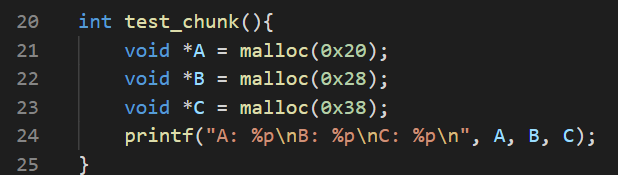 20 int test_chunk(){
21     void *A = malloc(0x20);
22     void *B = malloc(0x28);
23     void *C = malloc(0x38);
24     printf("A: %p\nB: %p\nC: %p\n", A, B, C);
25 }